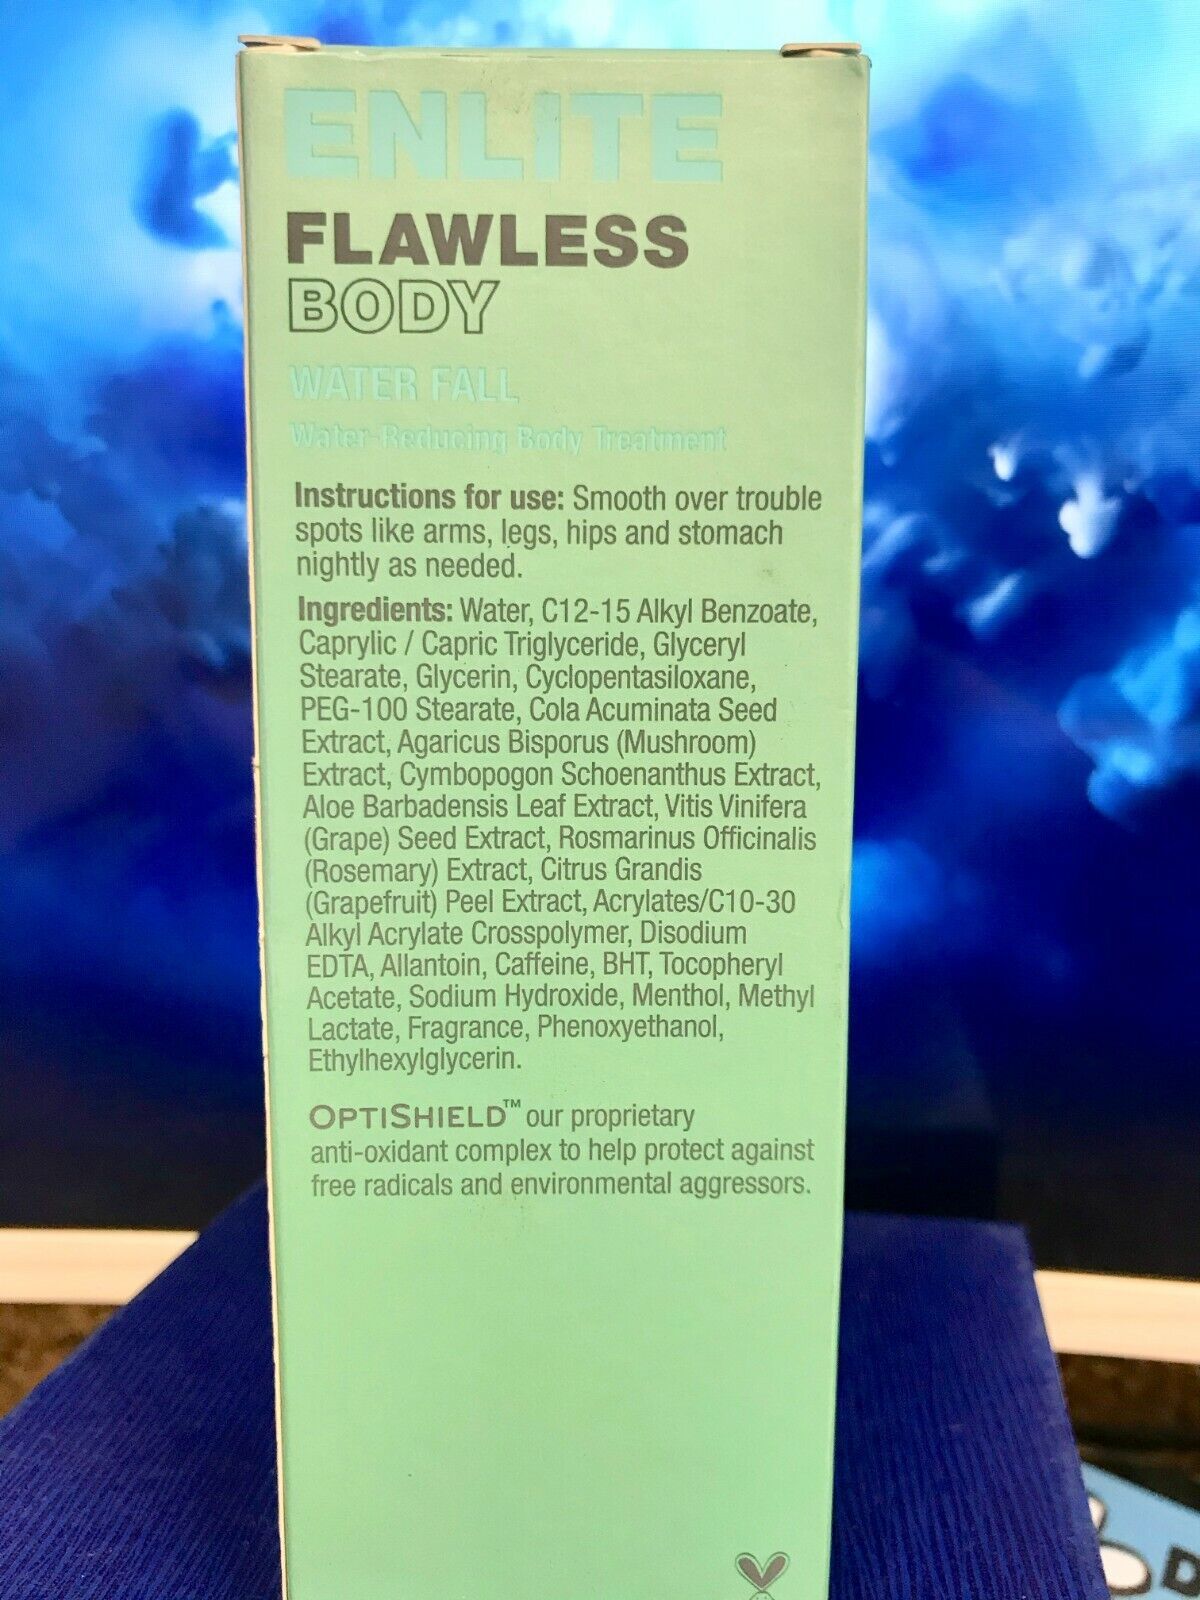 ENLITE
FLAWLESS
BODY
WATER FALL
Water-Reducing Body Treatment
Instructions for use: Smooth over trouble
spots like arms, legs, hips and stomach
nightly as needed.
Ingredients: Water, C12-15 Alkyl Benzoate,
Caprylic / Capric Triglyceride, Glyceryl
Stearate, Glycerin, Cyclopentasiloxane,
PEG-100 Stearate, Cola Acuminata Seed
Extract, Agaricus Bisporus (Mushroom)
Extract, Cymbopogon Schoenanthus Extract,
Aloe Barbadensis Leaf Extract, Vitis Vinifera
(Grape) Seed Extract, Rosmarinus Officinalis
(Rosemary) Extract, Citrus Grandis
(Grapefruit) Peel Extract, Acrylates/C10-30
Alkyl Acrylate Crosspolymer, Disodium
EDTA, Allantoin, Caffeine, BHT, Tocopheryl
Acetate, Sodium Hydroxide, Menthol, Methyl
Lactate, Fragrance, Phenoxyethanol,
Ethylhexylglycerin.
OPTISHIELD™ our proprietary
anti-oxidant complex to help protect against
free radicals and environmental aggressors.